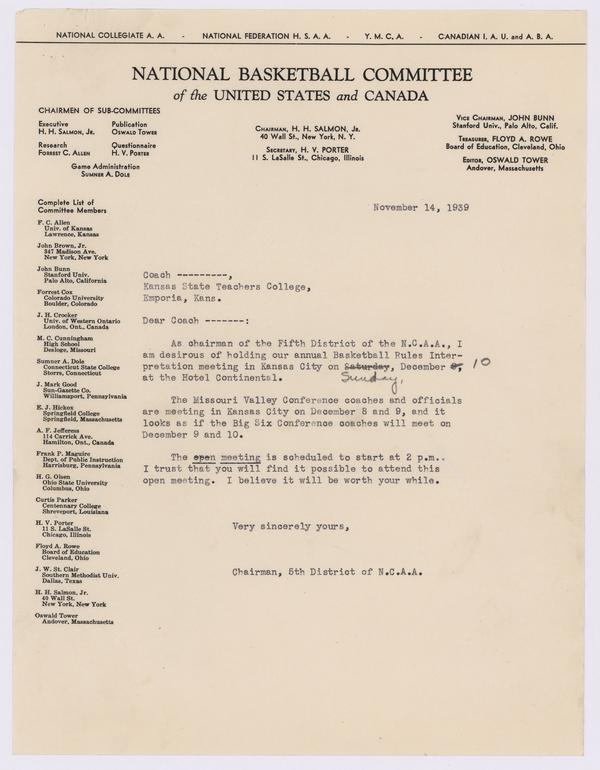 NATIONAL COLLEGIATE A. A. - NATIONAL FEDERATION H. S. A. A. - Y. M. C. A. - CANADIAN I. A. U. and A. B. A.
NATIONAL BASKETBALL COMMITTEE
of the UNITED STATES and CANADA
CHAIRMEN OF SUB-COMMITTEES
Executive
H. H. SALMON, JR.
Publication
OSWALD TOWER
Research
FORREST C. ALLEN
Questionnaire
H. V. PORTER
Game Administration
SUMNER A. DOLE
CHAIRMAN, H. H. SALMON, JR.
40 Wall St., New York, N. Y.
SECRETARY, H. V. PORTER
11 S. LaSalle St., Chicago, Illinois
VICE CHAIRMAN, JOHN BUNN
Stanford Univ., Palo Alto, Calif.
TREASURER, FLOYD A. ROWE
Board of Education, Cleveland, Ohio
EDITOR, OSWALD TOWER
Andover, Massachusetts
Complete List of
Committee Members
F. C. Allen
Univ. of Kansas
Lawrence, Kansas
John Brown, Jr.
347 Madison Ave.
New York, New York
John Bunn
Stanford Univ.
Palo Alto, California
Forrest Cox
Colorado University
Boulder, Colorado
J. H. Crocker
Univ. of Western Ontario
London, Ont., Canada
M. C. Cunningham
High School
Desloge, Missouri
Sumner A. Dole
Connecticut State College
Storrs, Connecticut
J. Mark Good
Sun-Gazette Co.
Williamsport, Pennsylvania
E. J. Hickox
Springfield College
Springfield, Massachusetts
A. F. Jefferess
114 Carrick Ave.
Hamilton, Ont., Canada
Frank P. Maguire
Dept. of Public Instruction
Harrisburg, Pennsylvania
H. G. Olsen
Ohio State University
Columbus, Ohio
Curtis Parker
Centenary College
Shreveport, Louisiana
H. V. Porter
11 S. LaSalle St.
Chicago, Illinois
Floyd A. Rowe
Board of Education
Cleveland, Ohio
J. W. St. Clair
Southern Methodist Univ.
Dallas, Texas
H. H. Salmon, Jr.
40 Wall St.
New York, New York
Oswald Tower
Andover, Massachusetts
November 14, 1939
Coach ---------,
Kansas State Teachers College,
Emporia, Kans.
Dear Coach -------:
As chairman of the Fifth District of the N.C.A.A., I
am desirous of holding our annual Basketball Rules Inter-
pretation meeting in Kansas City on Saturday, December 9, 10
at the Hotel Continental. Sunday,
The Missouri Valley Conference coaches and officials
are meeting in Kansas City on December 8 and 9, and it
looks as if the Big Six Conference coaches will meet on
December 9 and 10.
The open meeting is scheduled to start at 2 p.m..
I trust that you will find it possible to attend this
open meeting. I believe it will be worth your while.
Very sincerely yours,
Chairman, 5th District of N.C.A.A.